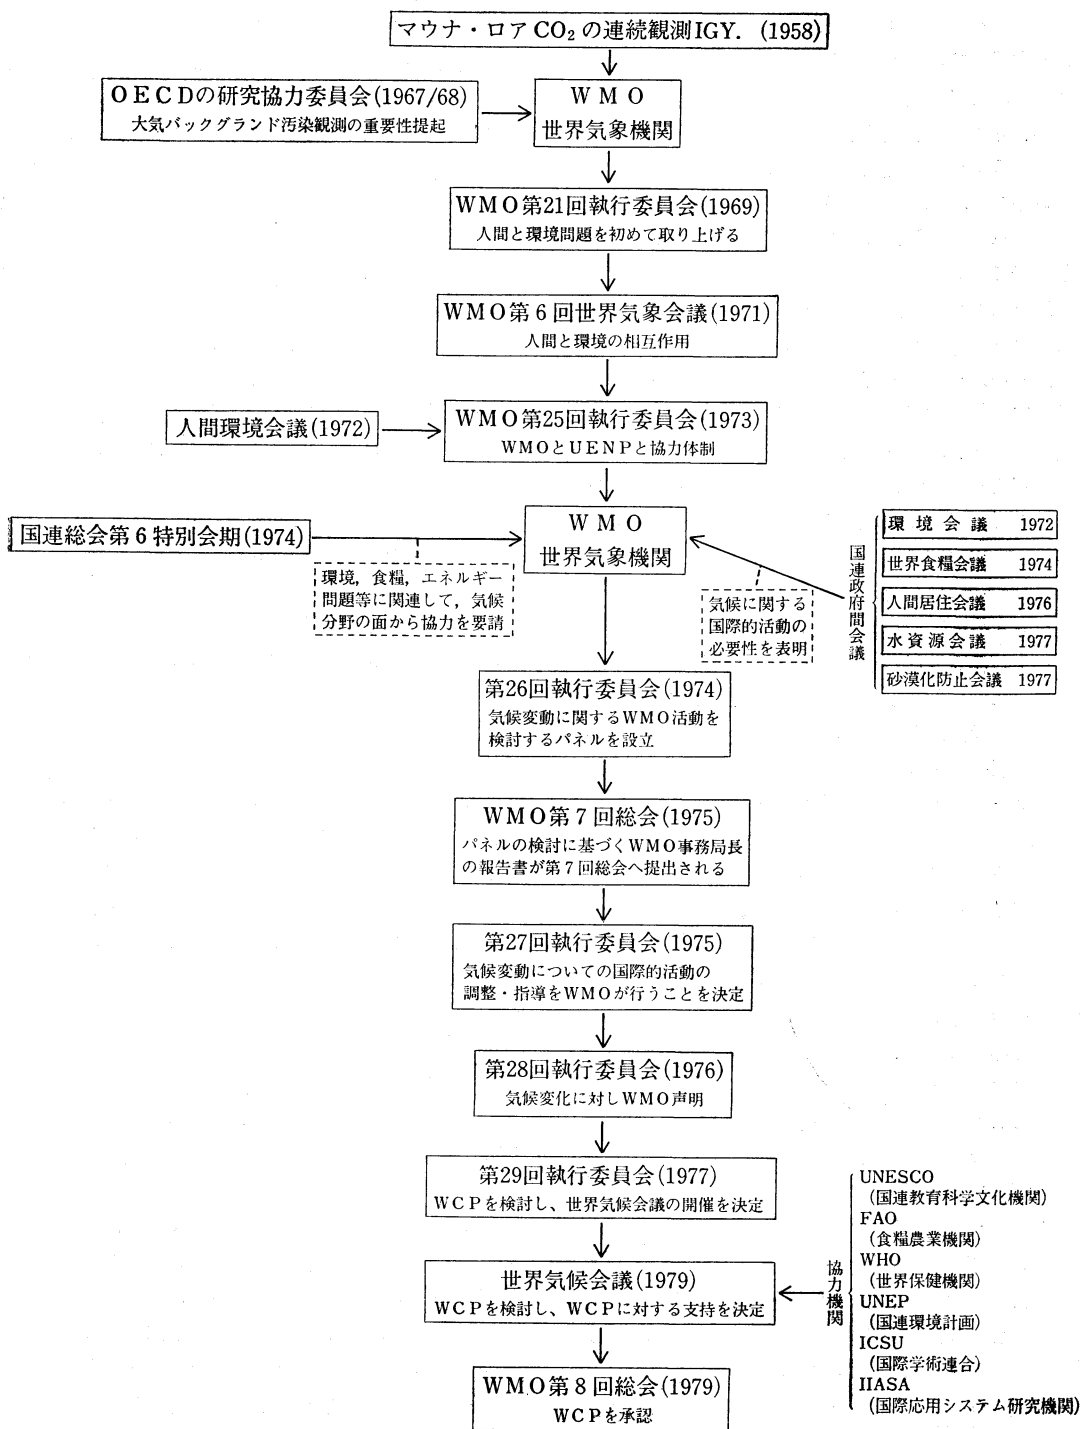 マウナ・ロアCO₂の連続観測IGY. (1958)
OECDの研究協力委員会(1967/68)
大気バックグランド汚染観測の重要性提起
WMO
世界気象機関
WMO第21回執行委員会(1969)
人間と環境問題を初めて取り上げる
WMO第6回世界気象会議(1971)
人間と環境の相互作用
人間環境会議(1972)
WMO第25回執行委員会(1973)
WMOとUENPと協力体制
国連総会第6特別会期(1974)
WMO
世界気象機関
環境，食糧，エネルギー
問題等に関連して，気候
分野の面から協力を要請
気候に関する
国際的活動の
必要性を表明
国連政府間会議
環境会議 1972
世界食糧会議 1974
人間居住会議 1976
水資源会議 1977
砂漠化防止会議 1977
第26回執行委員会(1974)
気候変動に関するWMO活動を
検討するパネルを設立
WMO第7回総会(1975)
パネルの検討に基づくWMO事務局長
の報告書が第7回総会へ提出される
第27回執行委員会(1975)
気候変動についての国際的活動の
調整・指導をWMOが行うことを決定
第28回執行委員会(1976)
気候変化に対しWMO声明
第29回執行委員会(1977)
WCPを検討し、世界気候会議の開催を決定
世界気候会議(1979)
WCPを検討し、WCPに対する支持を決定
協力機関
UNESCO
(国連教育科学文化機関)
FAO
(食糧農業機関)
WHO
(世界保健機関)
UNEP
(国連環境計画)
ICSU
(国際学術連合)
IIASA
(国際応用システム研究機関)
WMO第8回総会(1979)
WCPを承認